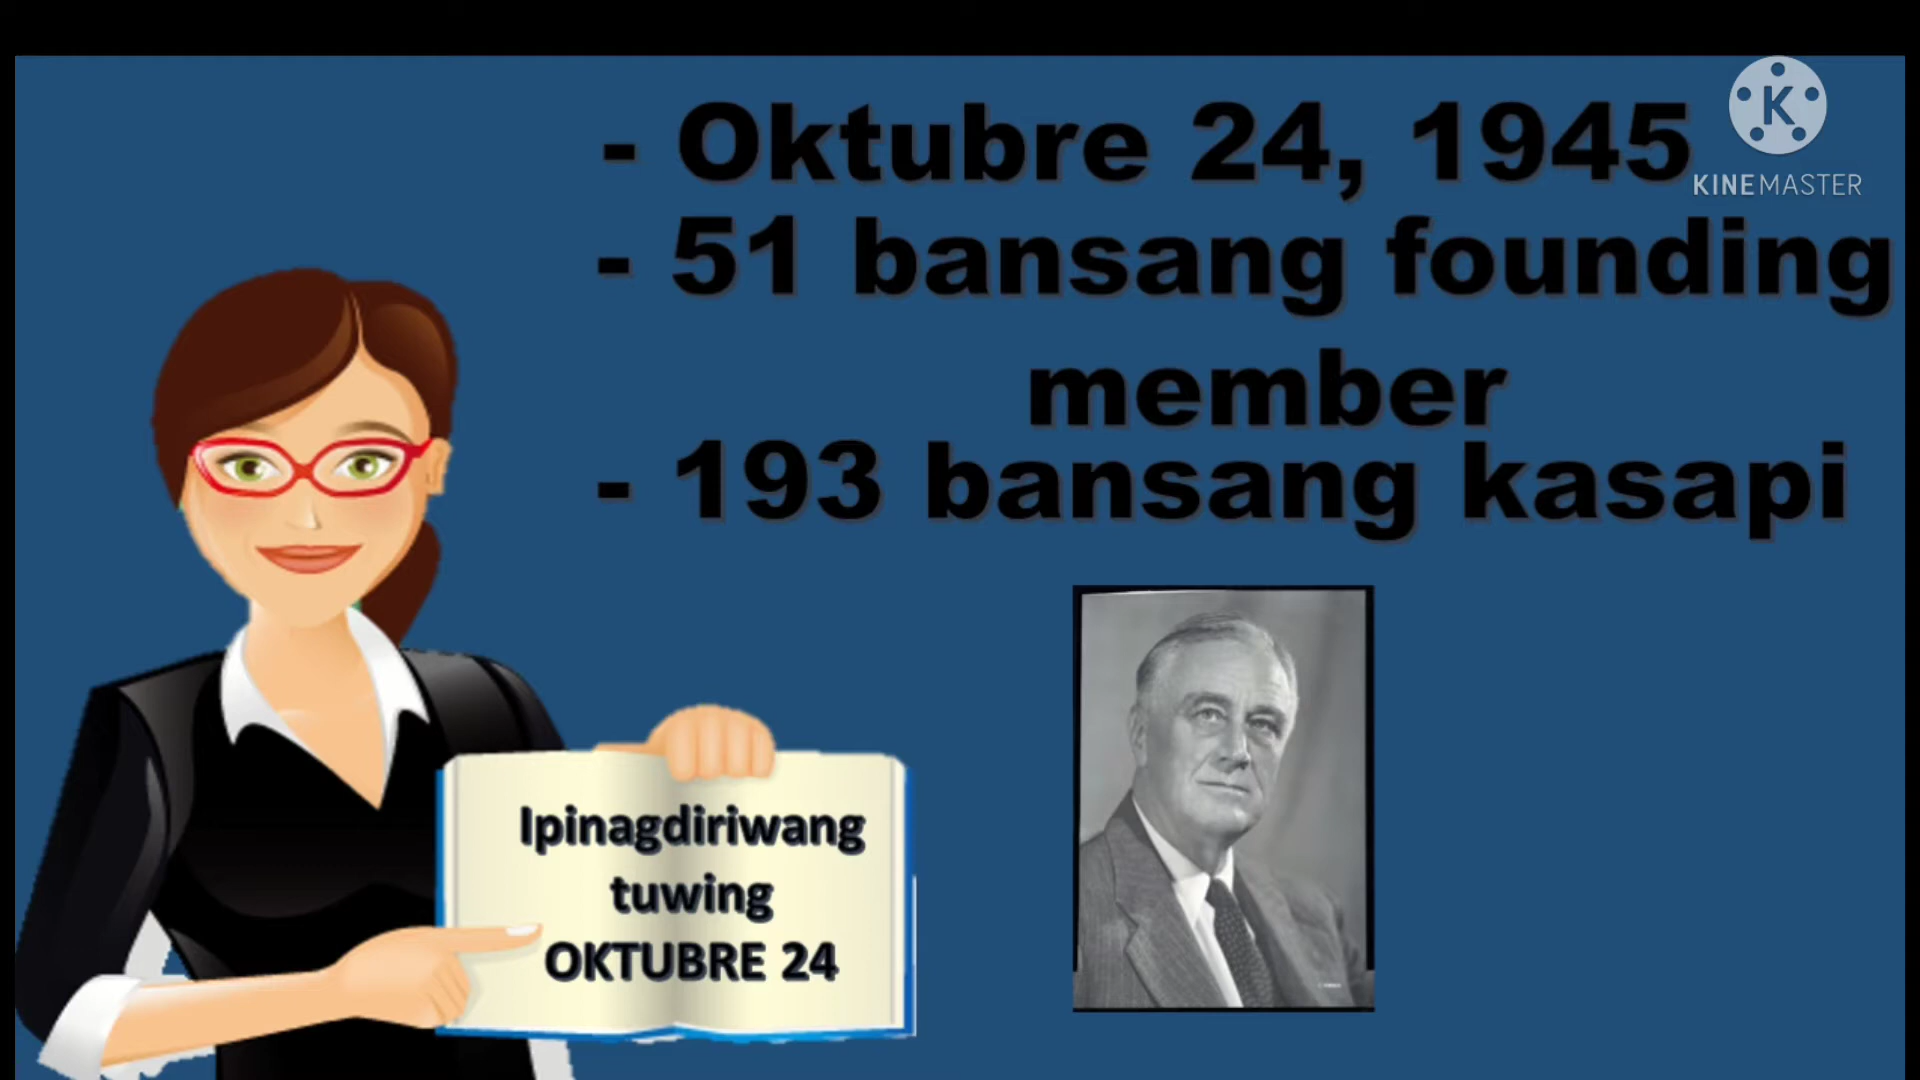 - Oktubre 24, 1945
- 51 bansang founding
member
- 193 bansang kasapi
K
KINEMASTER
Ipinagdiriwang
tuwing
OKTUBRE 24